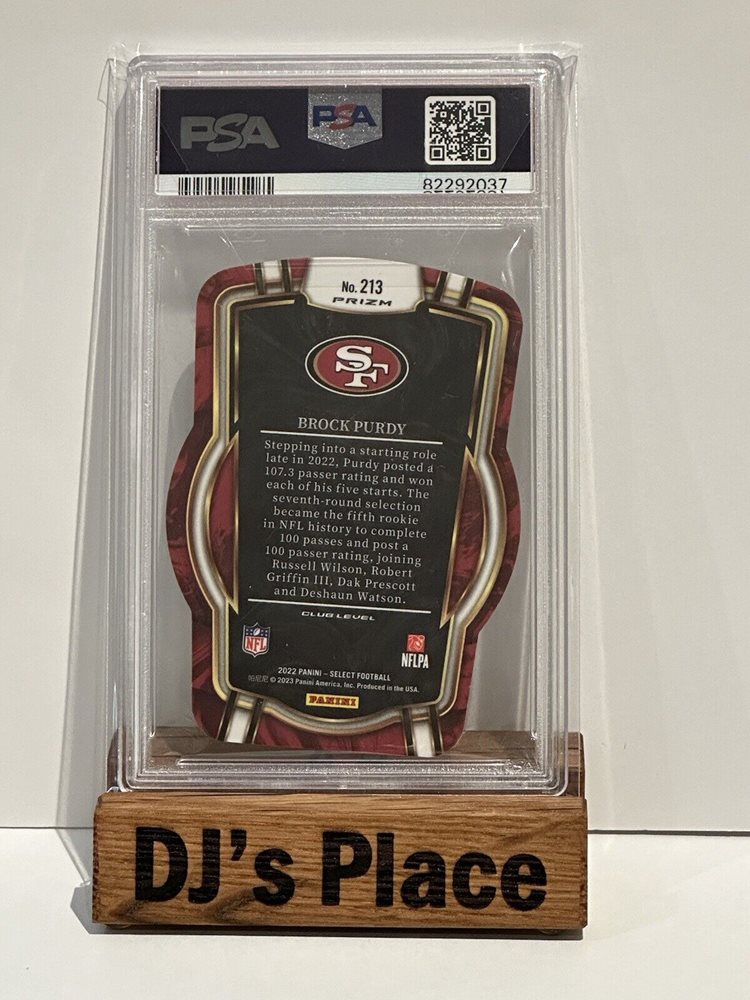 PSA
PSA
82292037
No. 213
PRIZM
SF
BROCK PURDY
Stepping into a starting role
late in 2022, Purdy posted a
107.3 passer rating and won
each of his five starts. The
seventh-round selection
became the fifth rookie
in NFL history to complete
100 passes and post a
100 passer rating, joining
Russell Wilson, Robert
Griffin III, Dak Prescott
and Deshaun Watson.
CLUB LEVEL
NFL
NFLPA
2022 PANINI – SELECT FOOTBALL
帕尼尼 © 2023 Panini America, Inc. Produced in the USA.
PANINI
DJ's Place